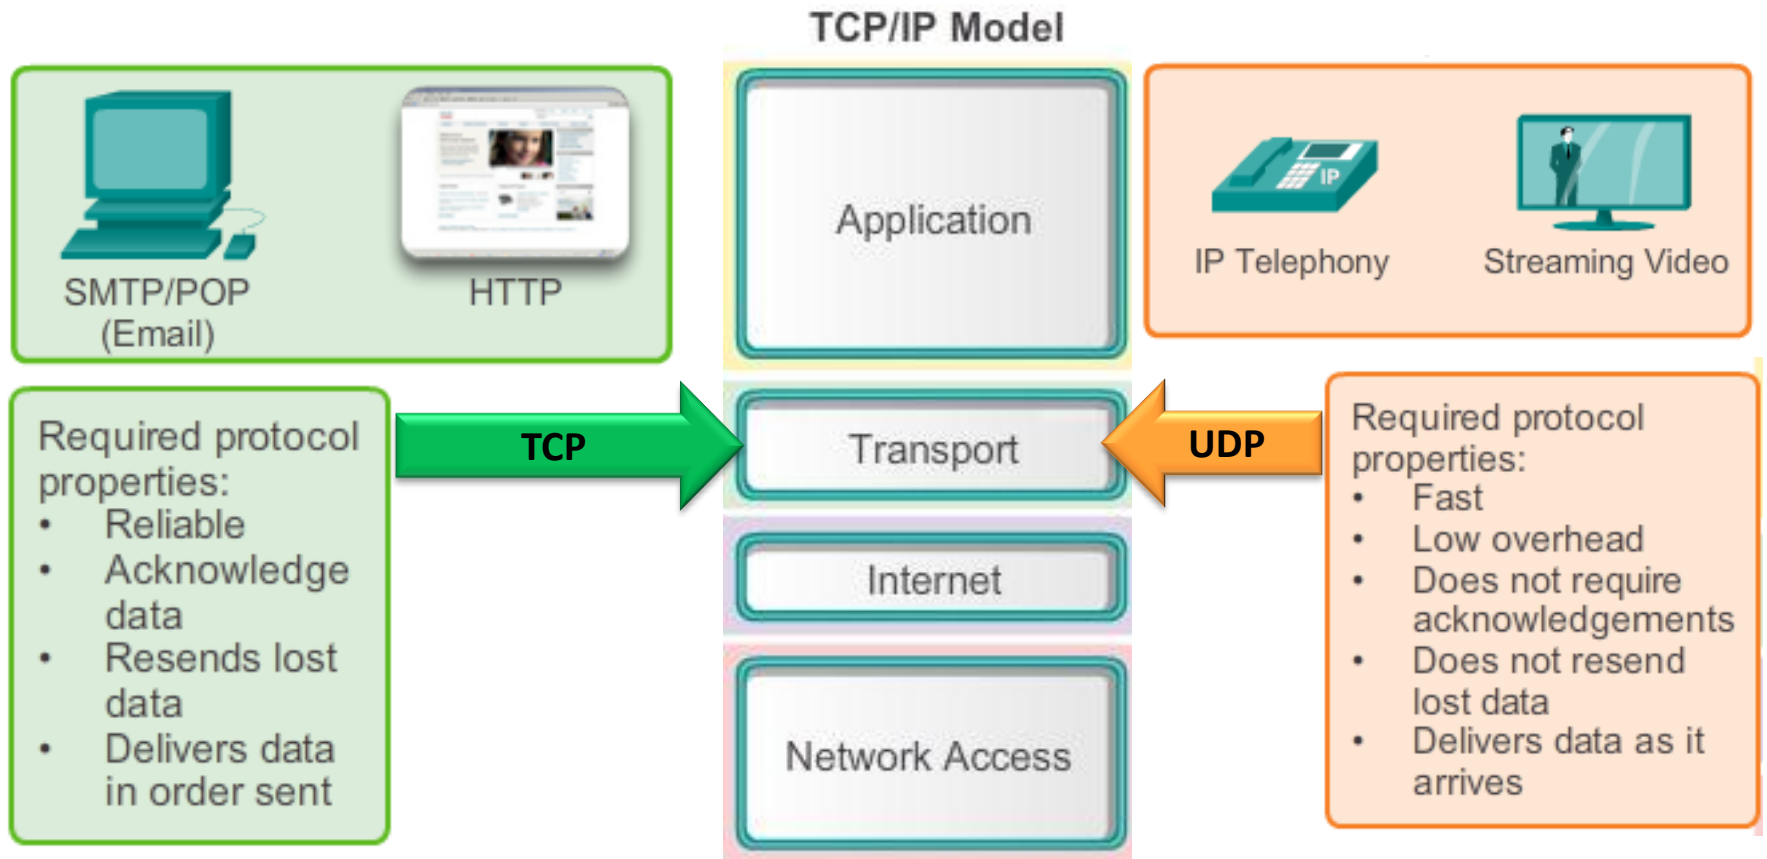 TCP/IP Model
SMTP/POP
(Email)
HTTP
Application
IP
IP Telephony
Streaming Video
Required protocol
properties:
• Reliable
• Acknowledge
data
• Resends lost
data
• Delivers data
in order sent
TCP
Transport
UDP
Internet
Network Access
Required protocol
properties:
• Fast
• Low overhead
• Does not require
acknowledgements
• Does not resend
lost data
• Delivers data as it
arrives